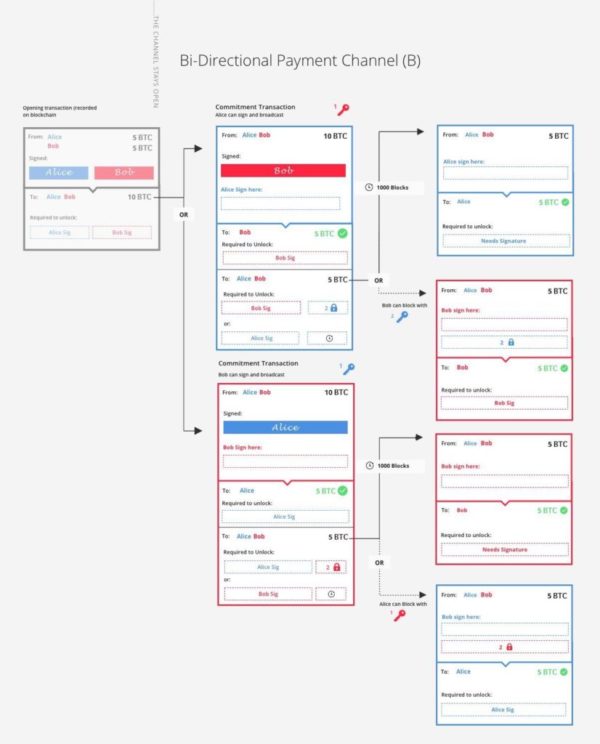 ...THE CHANNEL STAYS OPEN
Bi-Directional Payment Channel (B)
Opening transaction (recorded
on blockchain
From: Alice 5 BTC
Bob 5 BTC
Signed:
Alice Bob
To: Alice Bob 10 BTC
Required to unlock:
Alice Sig Bob Sig
OR
Commitment Transaction
Alice can sign and broadcast
1
From: Alice Bob 10 BTC
Signed:
Bob
Alice Sign here:
To: Bob 5 BTC
Required to Unlock:
Bob Sig
To: Alice Bob 5 BTC
Required to Unlock:
Bob Sig 2
or:
Alice Sig
1000 Blocks
OR
Bob can block with
2
From: Alice Bob 5 BTC
Alice sign here:
To: Alice 5 BTC
Required to unlock:
Needs Signature
From: Alice Bob 5 BTC
Bob sign here:
2
To: Bob 5 BTC
Required to unlock:
Bob Sig
Commitment Transaction
Bob can sign and broadcast
1
From: Alice Bob 10 BTC
Signed:
Alice
Bob Sign here:
To: Alice 5 BTC
Required to unlock:
Alice Sig
To: Alice Bob 5 BTC
Required to Unlock:
Alice Sig 2
or:
Bob Sig
1000 Blocks
OR
Alice can Block with
1
From: Alice Bob 5 BTC
Bob sign here:
To: Bob 5 BTC
Required to unlock:
Needs Signature
From: Alice Bob 5 BTC
Bob sign here:
2
To: Alice 5 BTC
Required to unlock:
Alice Sig